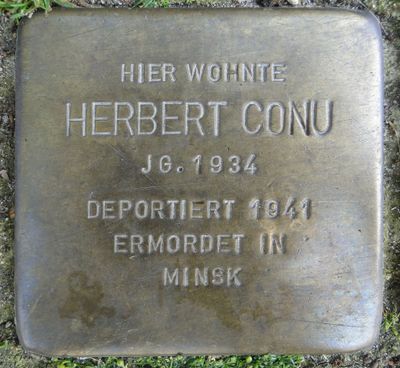 HIER WOHNTE
HERBERT CONU
JG. 1934
DEPORTIERT 1941
ERMORDET IN
MINSK